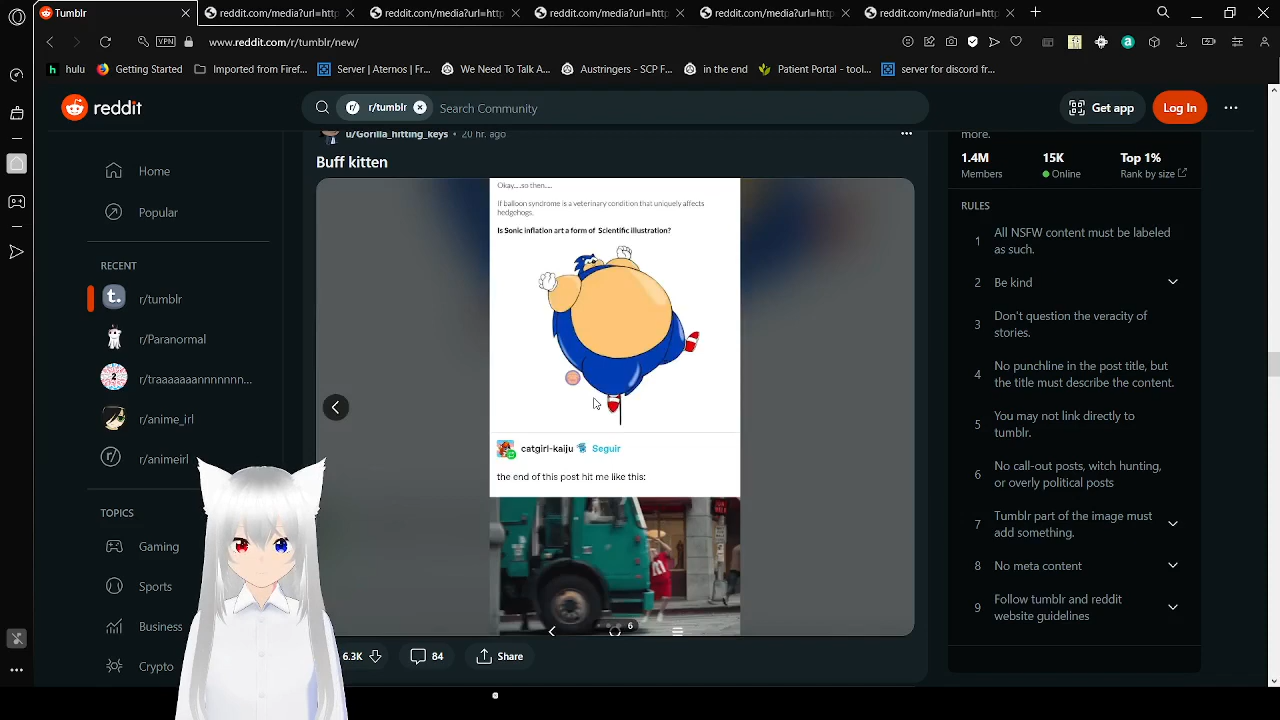 Tumblr
reddit.com/media?url=http
reddit.com/media?url=http
reddit.com/media?url=http
reddit.com/media?url=http
reddit.com/media?url=http
VPN
www.reddit.com/r/tumblr/new/
hulu
Getting Started
Imported from Firef...
Server | Aternos | Fr...
We Need To Talk A...
Austringers - SCP F...
in the end
Patient Portal - tool...
server for discord fr...
reddit
r/tumblr
Search Community
Get app
Log In
Home
Popular
RECENT
r/tumblr
r/Paranormal
r/traaaaaaannnnnnn...
r/anime_irl
r/animeirl
TOPICS
Gaming
Sports
Business
Crypto
u/Gorilla_hitting_keys • 20 hr. ago
Buff kitten
Okay.....so then.....
If balloon syndrome is a veterinary condition that uniquely affects
hedgehogs.
Is Sonic inflation art a form of Scientific illustration?
catgirl-kaiju Seguir
the end of this post hit me like this:
6
6.3K
84
Share
more.
1.4M
Members
15K
Online
Top 1%
Rank by size
RULES
1 All NSFW content must be labeled
as such.
2 Be kind
3 Don't question the veracity of
stories.
4 No punchline in the post title, but
the title must describe the content.
5 You may not link directly to
tumblr.
6 No call-out posts, witch hunting,
or overly political posts
7 Tumblr part of the image must
add something.
8 No meta content
9 Follow tumblr and reddit
website guidelines